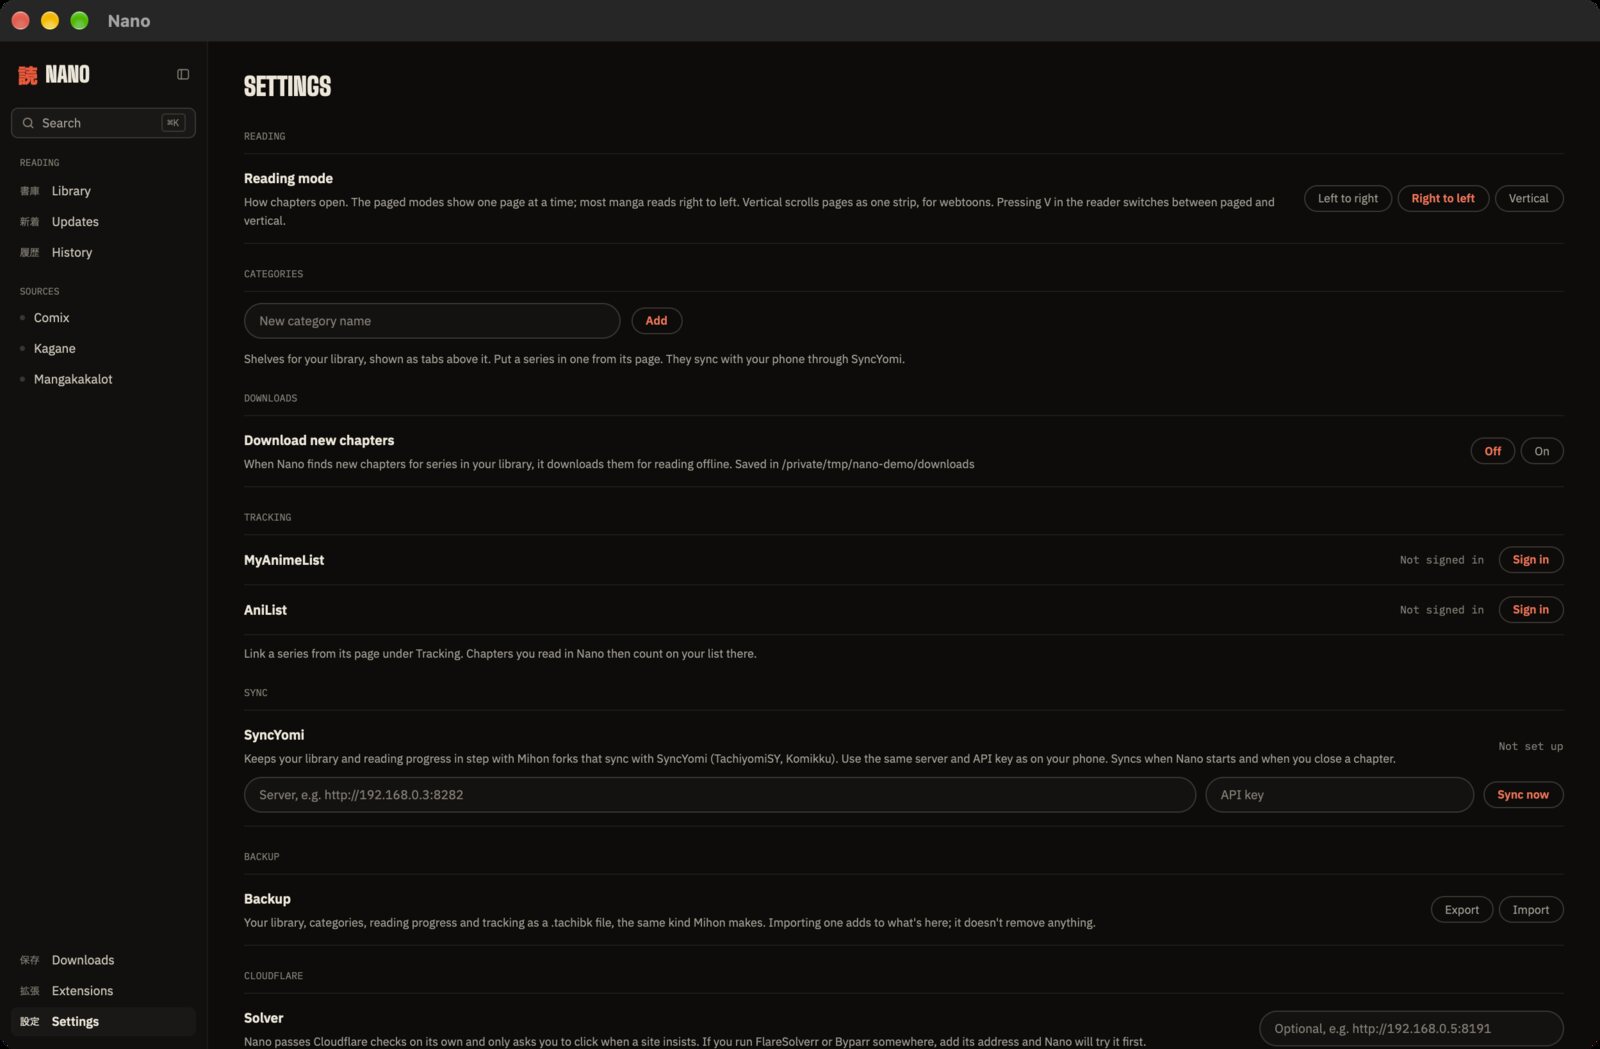 Nano
読 NANO
Search ⌘K
READING
書庫 Library
新着 Updates
履歴 History
SOURCES
Comix
Kagane
Mangakakalot
保存 Downloads
拡張 Extensions
設定 Settings
SETTINGS
READING
Reading mode
How chapters open. The paged modes show one page at a time; most manga reads right to left. Vertical scrolls pages as one strip, for webtoons. Pressing V in the reader switches between paged and
vertical.
Left to right Right to left Vertical
CATEGORIES
New category name Add
Shelves for your library, shown as tabs above it. Put a series in one from its page. They sync with your phone through SyncYomi.
DOWNLOADS
Download new chapters
When Nano finds new chapters for series in your library, it downloads them for reading offline. Saved in /private/tmp/nano-demo/downloads
Off On
TRACKING
MyAnimeList Not signed in Sign in
AniList Not signed in Sign in
Link a series from its page under Tracking. Chapters you read in Nano then count on your list there.
SYNC
SyncYomi
Keeps your library and reading progress in step with Mihon forks that sync with SyncYomi (TachiyomiSY, Komikku). Use the same server and API key as on your phone. Syncs when Nano starts and when you close a chapter.
Not set up
Server, e.g. http://192.168.0.3:8282 API key Sync now
BACKUP
Backup
Your library, categories, reading progress and tracking as a .tachibk file, the same kind Mihon makes. Importing one adds to what's here; it doesn't remove anything.
Export Import
CLOUDFLARE
Solver
Nano passes Cloudflare checks on its own and only asks you to click when a site insists. If you run FlareSolverr or Byparr somewhere, add its address and Nano will try it first.
Optional, e.g. http://192.168.0.5:8191